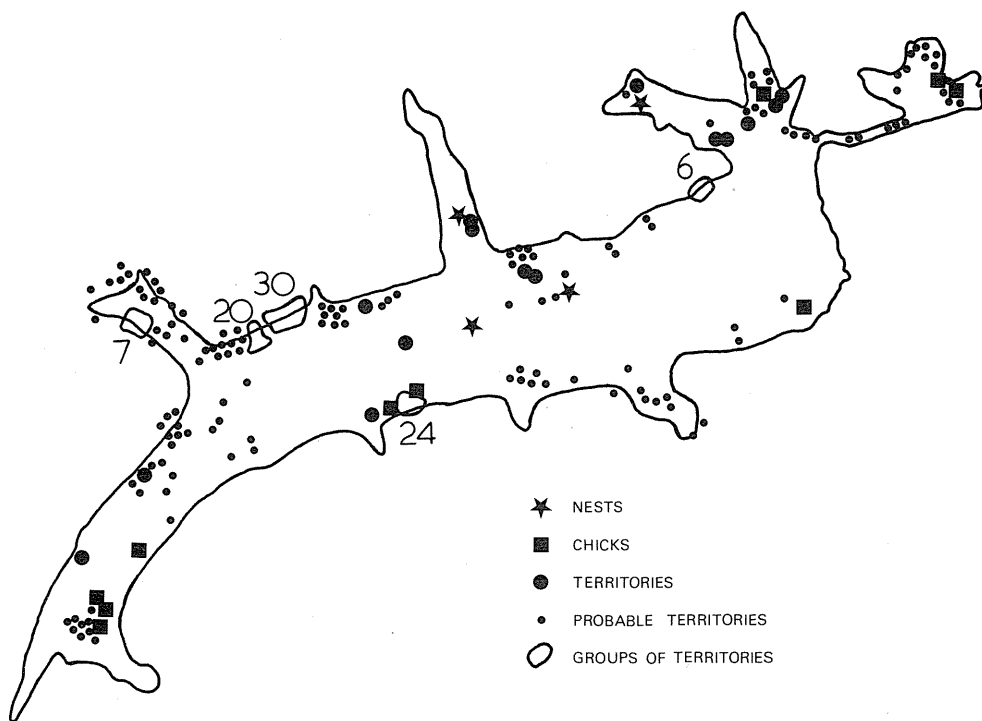 6
30
20
7
24
NESTS
CHICKS
TERRITORIES
PROBABLE TERRITORIES
GROUPS OF TERRITORIES